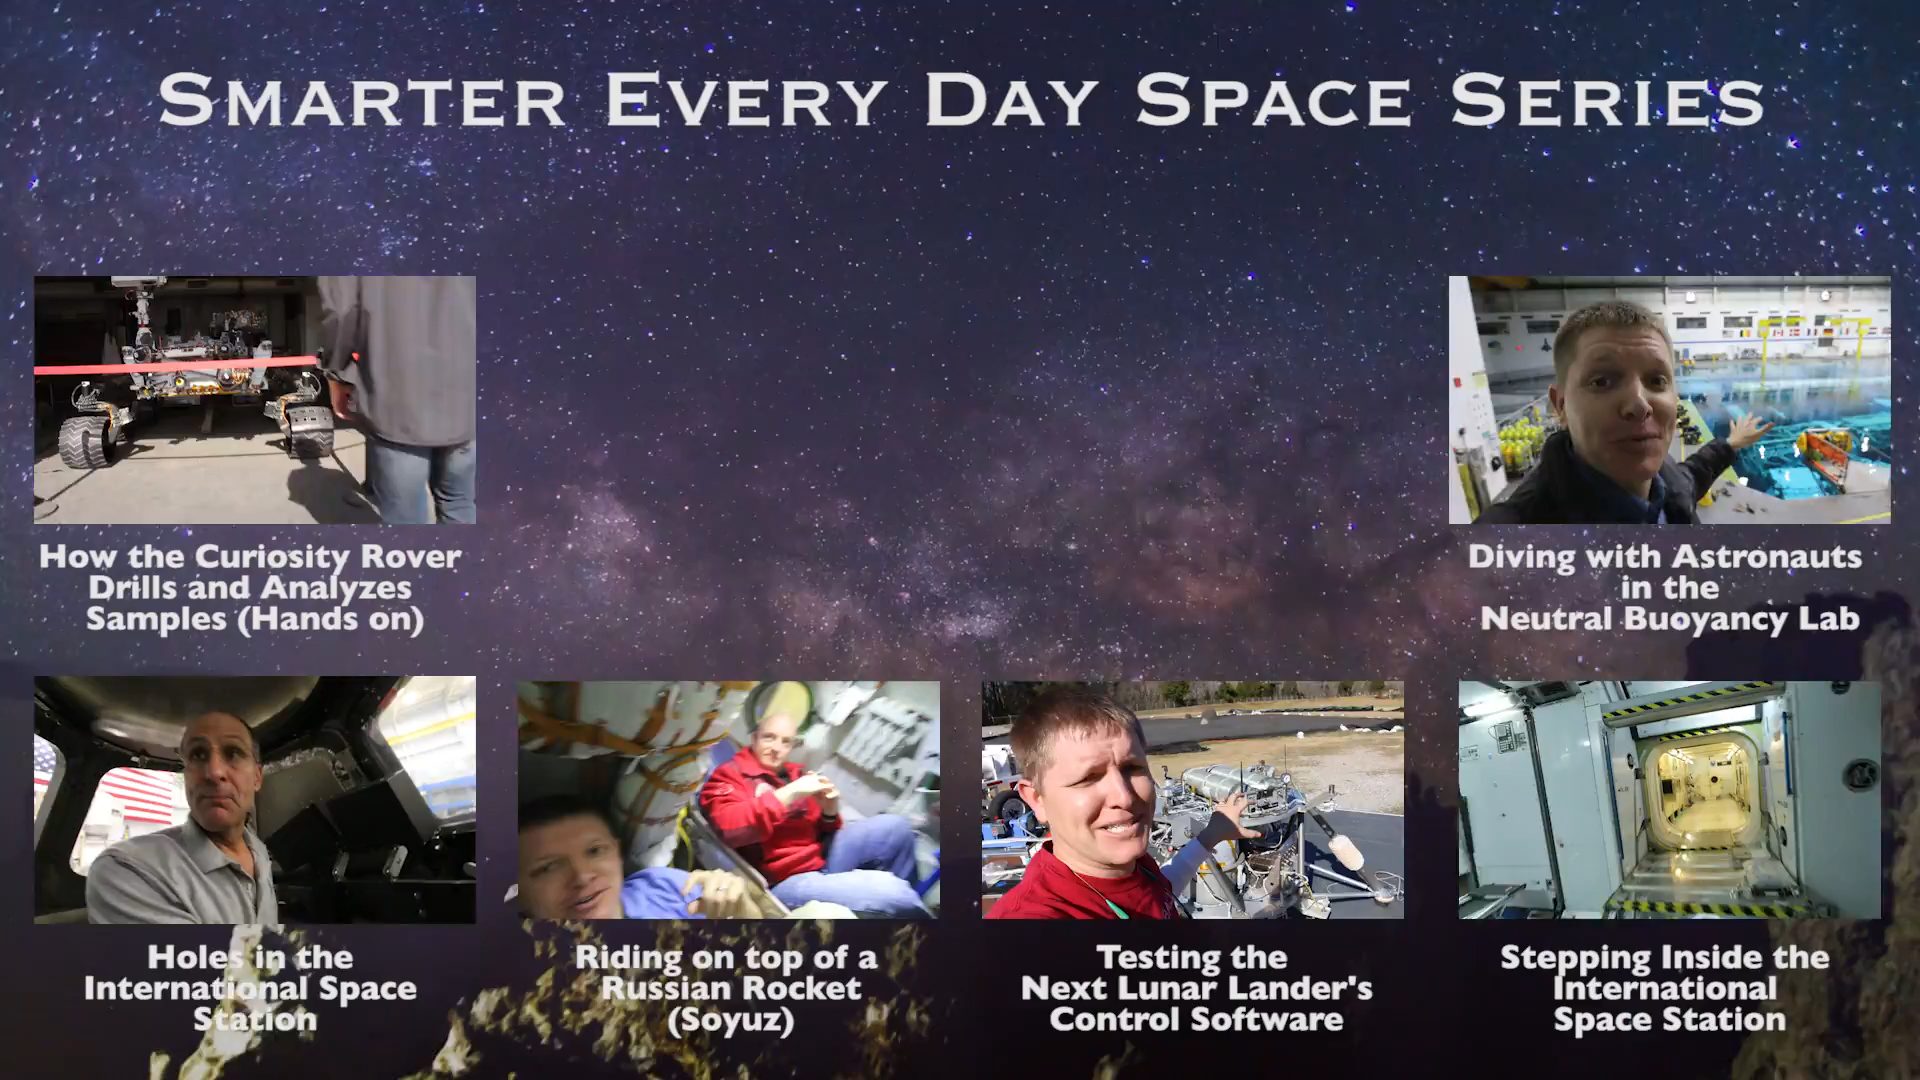 SMARTER EVERY DAY SPACE SERIES
How the Curiosity Rover
Drills and Analyzes
Samples (Hands on)
Diving with Astronauts
in the
Neutral Buoyancy Lab
Holes in the
International Space
Station
Riding on top of a
Russian Rocket
(Soyuz)
Testing the
Next Lunar Lander's
Control Software
Stepping Inside the
International
Space Station